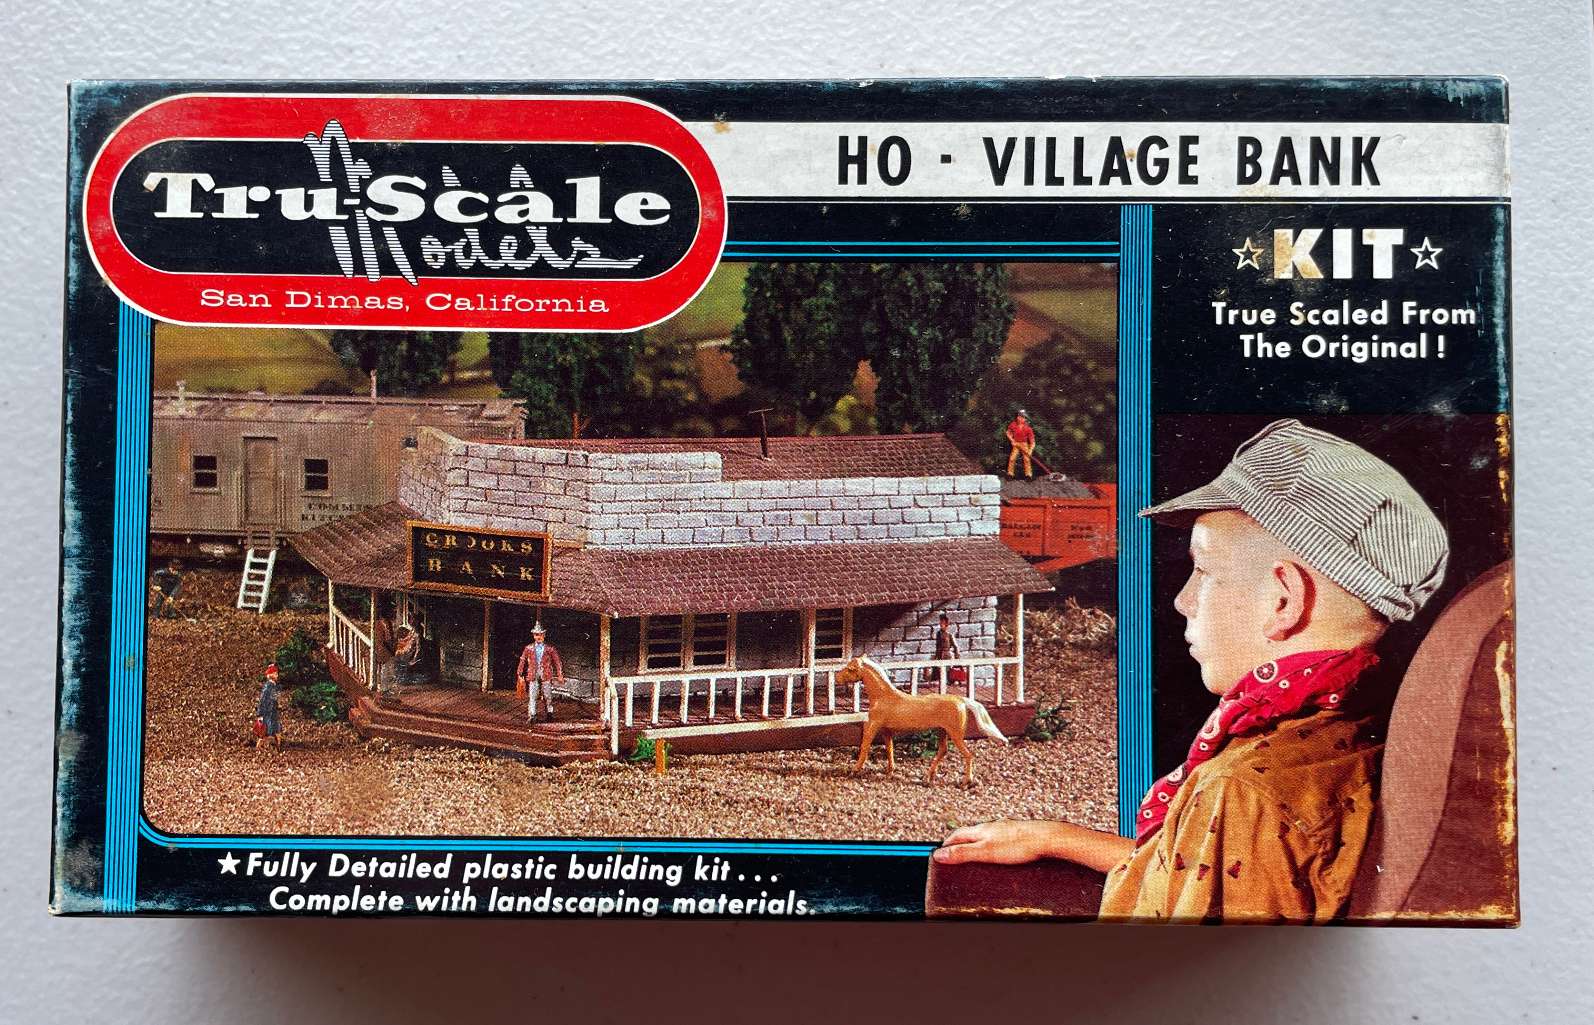 Tru-Scale
Models
San Dimas, California
HO - VILLAGE BANK
☆KIT☆
True Scaled From
The Original!
CROOKS
BANK
★Fully Detailed plastic building kit...
Complete with landscaping materials.